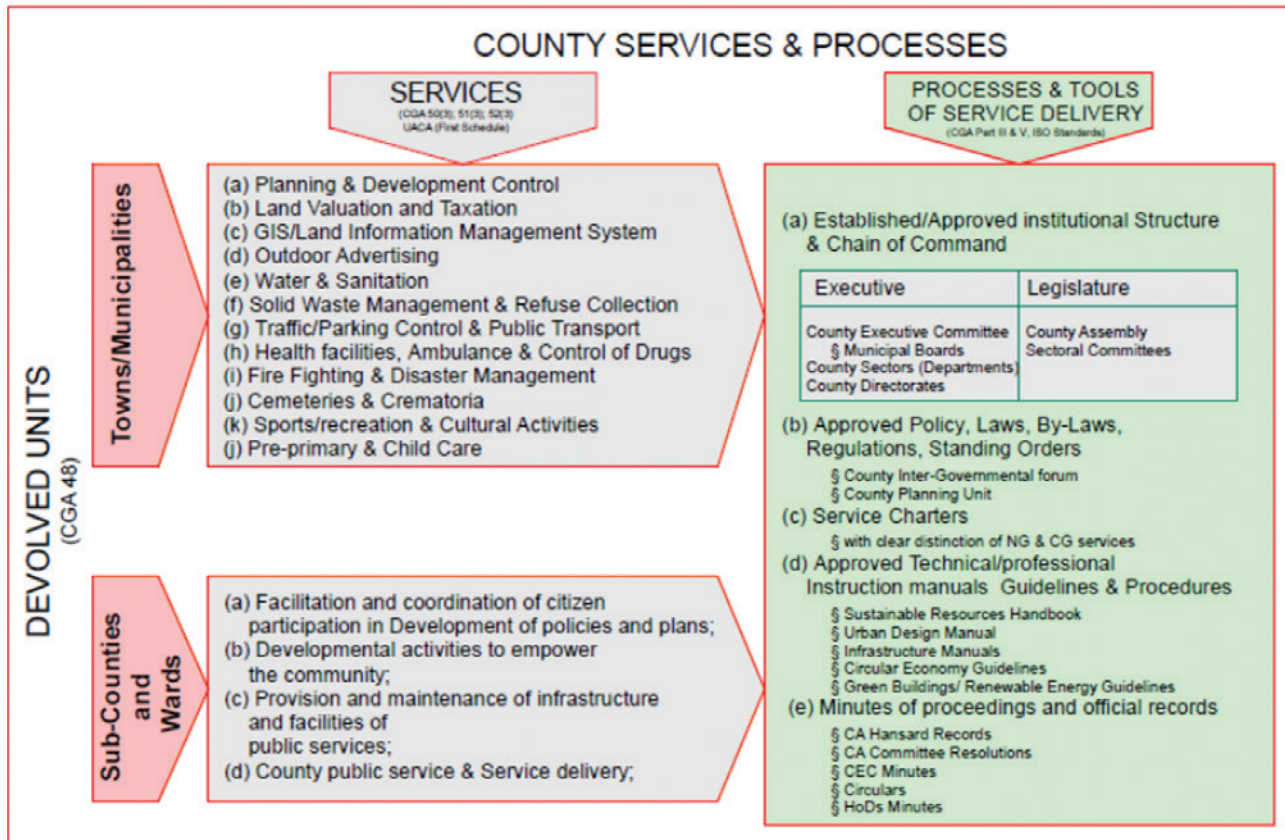 COUNTY SERVICES & PROCESSES
SERVICES
(CGA 50(3); 51(3); 52(3)
UACA (First Schedule)
PROCESSES & TOOLS
OF SERVICE DELIVERY
(CGA Part III & V, ISO Standards)
DEVOLVED UNITS
(CGA 48)
Towns/Municipalities
(a) Planning & Development Control
(b) Land Valuation and Taxation
(c) GIS/Land Information Management System
(d) Outdoor Advertising
(e) Water & Sanitation
(f) Solid Waste Management & Refuse Collection
(g) Traffic/Parking Control & Public Transport
(h) Health facilities, Ambulance & Control of Drugs
(i) Fire Fighting & Disaster Management
(j) Cemeteries & Crematoria
(k) Sports/recreation & Cultural Activities
(j) Pre-primary & Child Care
Sub-Counties
and
Wards
(a) Facilitation and coordination of citizen
participation in Development of policies and plans;
(b) Developmental activities to empower
the community;
(c) Provision and maintenance of infrastructure
and facilities of
public services;
(d) County public service & Service delivery;
(a) Established/Approved institutional Structure
& Chain of Command
Executive
County Executive Committee
§ Municipal Boards
County Sectors (Departments)
County Directorates
Legislature
County Assembly
Sectoral Committees
(b) Approved Policy, Laws, By-Laws,
Regulations, Standing Orders
§ County Inter-Governmental forum
§ County Planning Unit
(c) Service Charters
§ with clear distinction of NG & CG services
(d) Approved Technical/professional
Instruction manuals Guidelines & Procedures
§ Sustainable Resources Handbook
§ Urban Design Manual
§ Infrastructure Manuals
§ Circular Economy Guidelines
§ Green Buildings/ Renewable Energy Guidelines
(e) Minutes of proceedings and official records
§ CA Hansard Records
§ CA Committee Resolutions
§ CEC Minutes
§ Circulars
§ HoDs Minutes